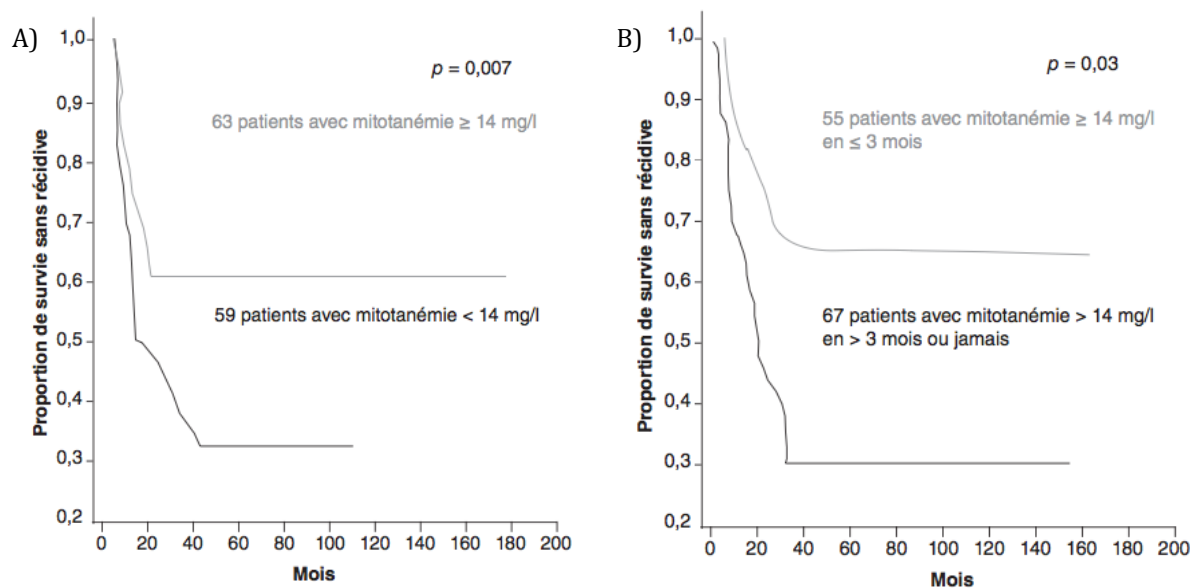 A)
Proportion de survie sans récidive
1,0
0,9
0,8
0,7
0,6
0,5
0,4
0,3
0,2
p = 0,007
63 patients avec mitotanémie ≥ 14 mg/l
59 patients avec mitotanémie < 14 mg/l
0 20 40 60 80 100 120 140 160 180 200
Mois
B)
Proportion de survie sans récidive
1,0
0,9
0,8
0,7
0,6
0,5
0,4
0,3
0,2
p = 0,03
55 patients avec mitotanémie ≥ 14 mg/l
en ≤ 3 mois
67 patients avec mitotanémie > 14 mg/l
en > 3 mois ou jamais
0 20 40 60 80 100 120 140 160 180 200
Mois